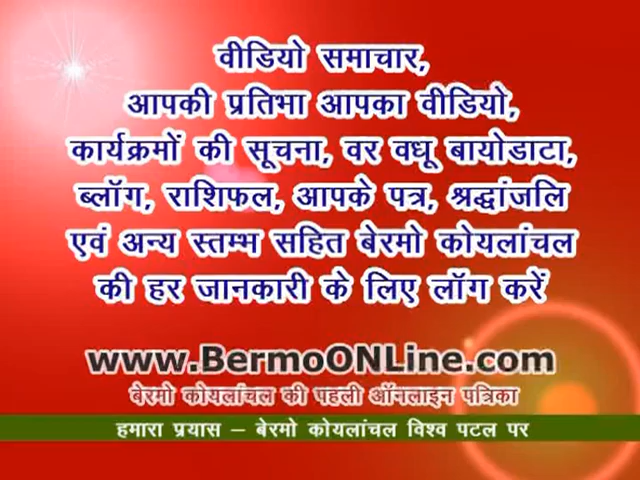 वीडियो समाचार,
आपकी प्रतिभा आपका वीडियो,
कार्यक्रमों की सूचना, वर वधू बायोडाटा,
ब्लॉग, राशिफल, आपके पत्र, श्रद्धांजलि
एवं अन्य स्तम्भ सहित बेरमो कोयलांचल
की हर जानकारी के लिए लॉग करें
www.BermoONLine.com
बेरमो कोयलांचल की पहली ऑनलाइन पत्रिका
हमारा प्रयास – बेरमो कोयलांचल विश्व पटल पर